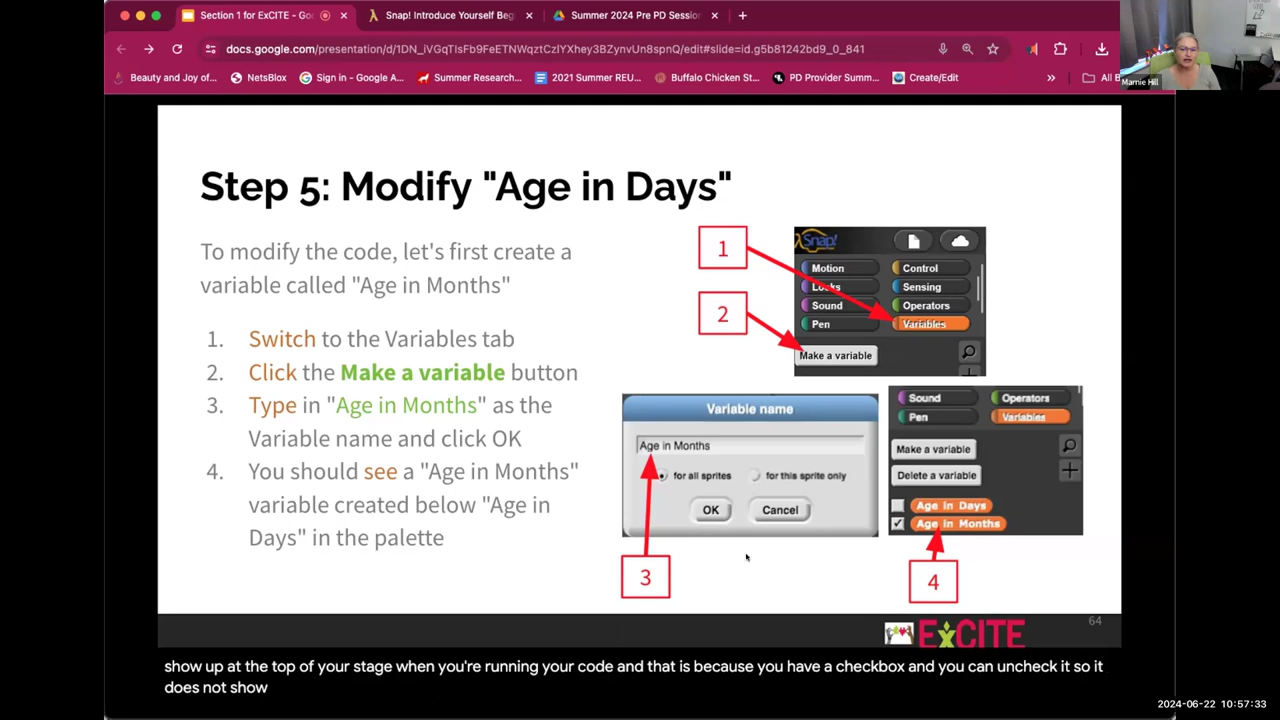 Section 1 for ExCITE - Goo
Snap! Introduce Yourself Beg
Summer 2024 Pre PD Sessio
docs.google.com/presentation/d/1DN_iVGqTIsFb9FeETNWqztCzlYXhey3BZynvUn8spnQ/edit#slide=id.g5b81242bd9_0_841
Beauty and Joy of...
NetsBlox
Sign in - Google A...
Summer Research...
2021 Summer REU...
Buffalo Chicken St...
PD Provider Summ...
Create/Edit
»
All B
Marnie Hill
Step 5: Modify "Age in Days"
To modify the code, let's first create a
variable called "Age in Months"
1. Switch to the Variables tab
2. Click the Make a variable button
3. Type in "Age in Months" as the
Variable name and click OK
4. You should see a "Age in Months"
variable created below "Age in
Days" in the palette
1
2
Snap!
Motion Control
Looks Sensing
Sound Operators
Pen Variables
Make a variable
Variable name
Age in Months
for all sprites for this sprite only
OK Cancel
3
Sound Operators
Pen Variables
Make a variable
Delete a variable
Age in Days
Age in Months
4
64
ExCITE
show up at the top of your stage when you're running your code and that is because you have a checkbox and you can uncheck it so it
does not show
2024-06-22 10:57:33